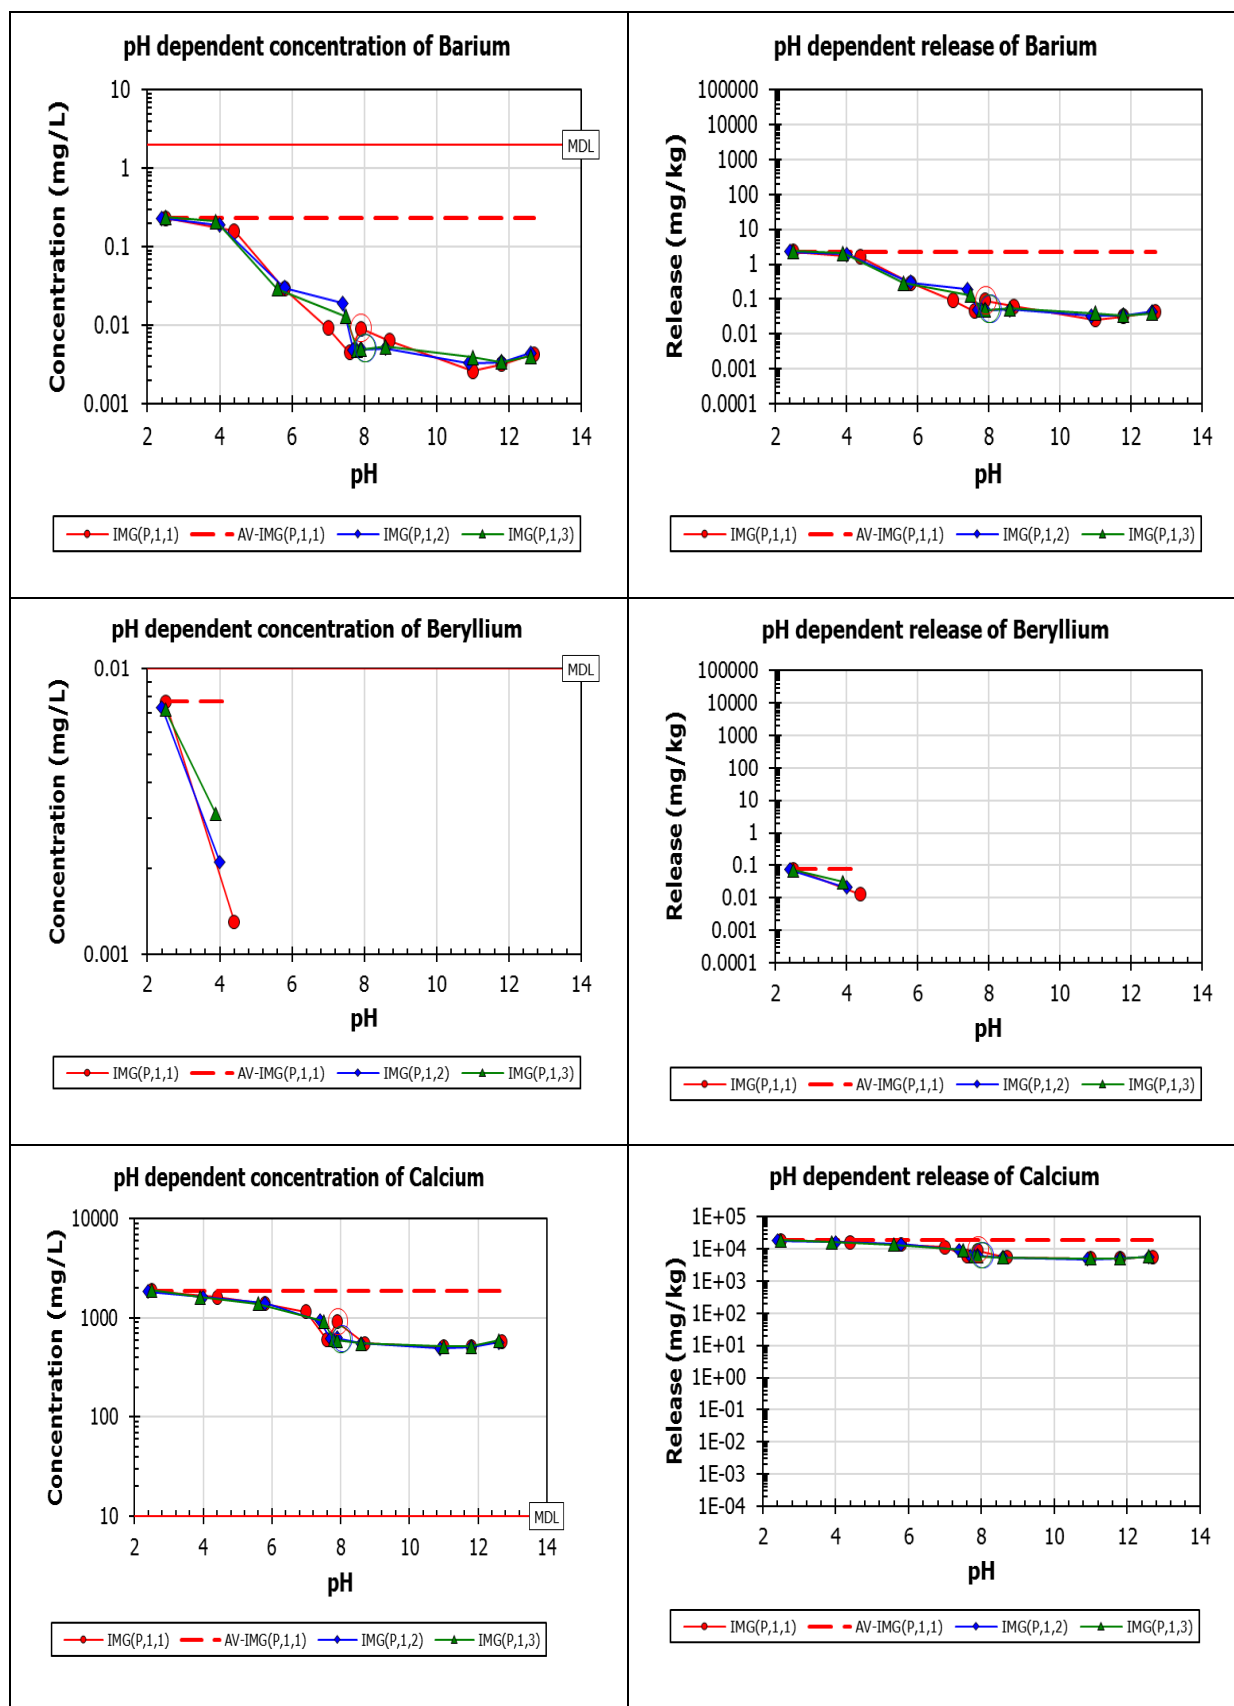 pH dependent concentration of Barium
Concentration (mg/L)
10
1
0.1
0.01
0.001
MDL
2 4 6 8 10 12 14
pH
IMG(P,1,1) AV-IMG(P,1,1) IMG(P,1,2) IMG(P,1,3)
pH dependent release of Barium
Release (mg/kg)
100000
10000
1000
100
10
1
0.1
0.01
0.001
0.0001
2 4 6 8 10 12 14
pH
IMG(P,1,1) AV-IMG(P,1,1) IMG(P,1,2) IMG(P,1,3)
pH dependent concentration of Beryllium
Concentration (mg/L)
0.01
0.001
MDL
2 4 6 8 10 12 14
pH
IMG(P,1,1) AV-IMG(P,1,1) IMG(P,1,2) IMG(P,1,3)
pH dependent release of Beryllium
Release (mg/kg)
100000
10000
1000
100
10
1
0.1
0.01
0.001
0.0001
2 4 6 8 10 12 14
pH
IMG(P,1,1) AV-IMG(P,1,1) IMG(P,1,2) IMG(P,1,3)
pH dependent concentration of Calcium
Concentration (mg/L)
10000
1000
100
10
MDL
2 4 6 8 10 12 14
pH
IMG(P,1,1) AV-IMG(P,1,1) IMG(P,1,2) IMG(P,1,3)
pH dependent release of Calcium
Release (mg/kg)
1E+05
1E+04
1E+03
1E+02
1E+01
1E+00
1E-01
1E-02
1E-03
1E-04
2 4 6 8 10 12 14
pH
IMG(P,1,1) AV-IMG(P,1,1) IMG(P,1,2) IMG(P,1,3)